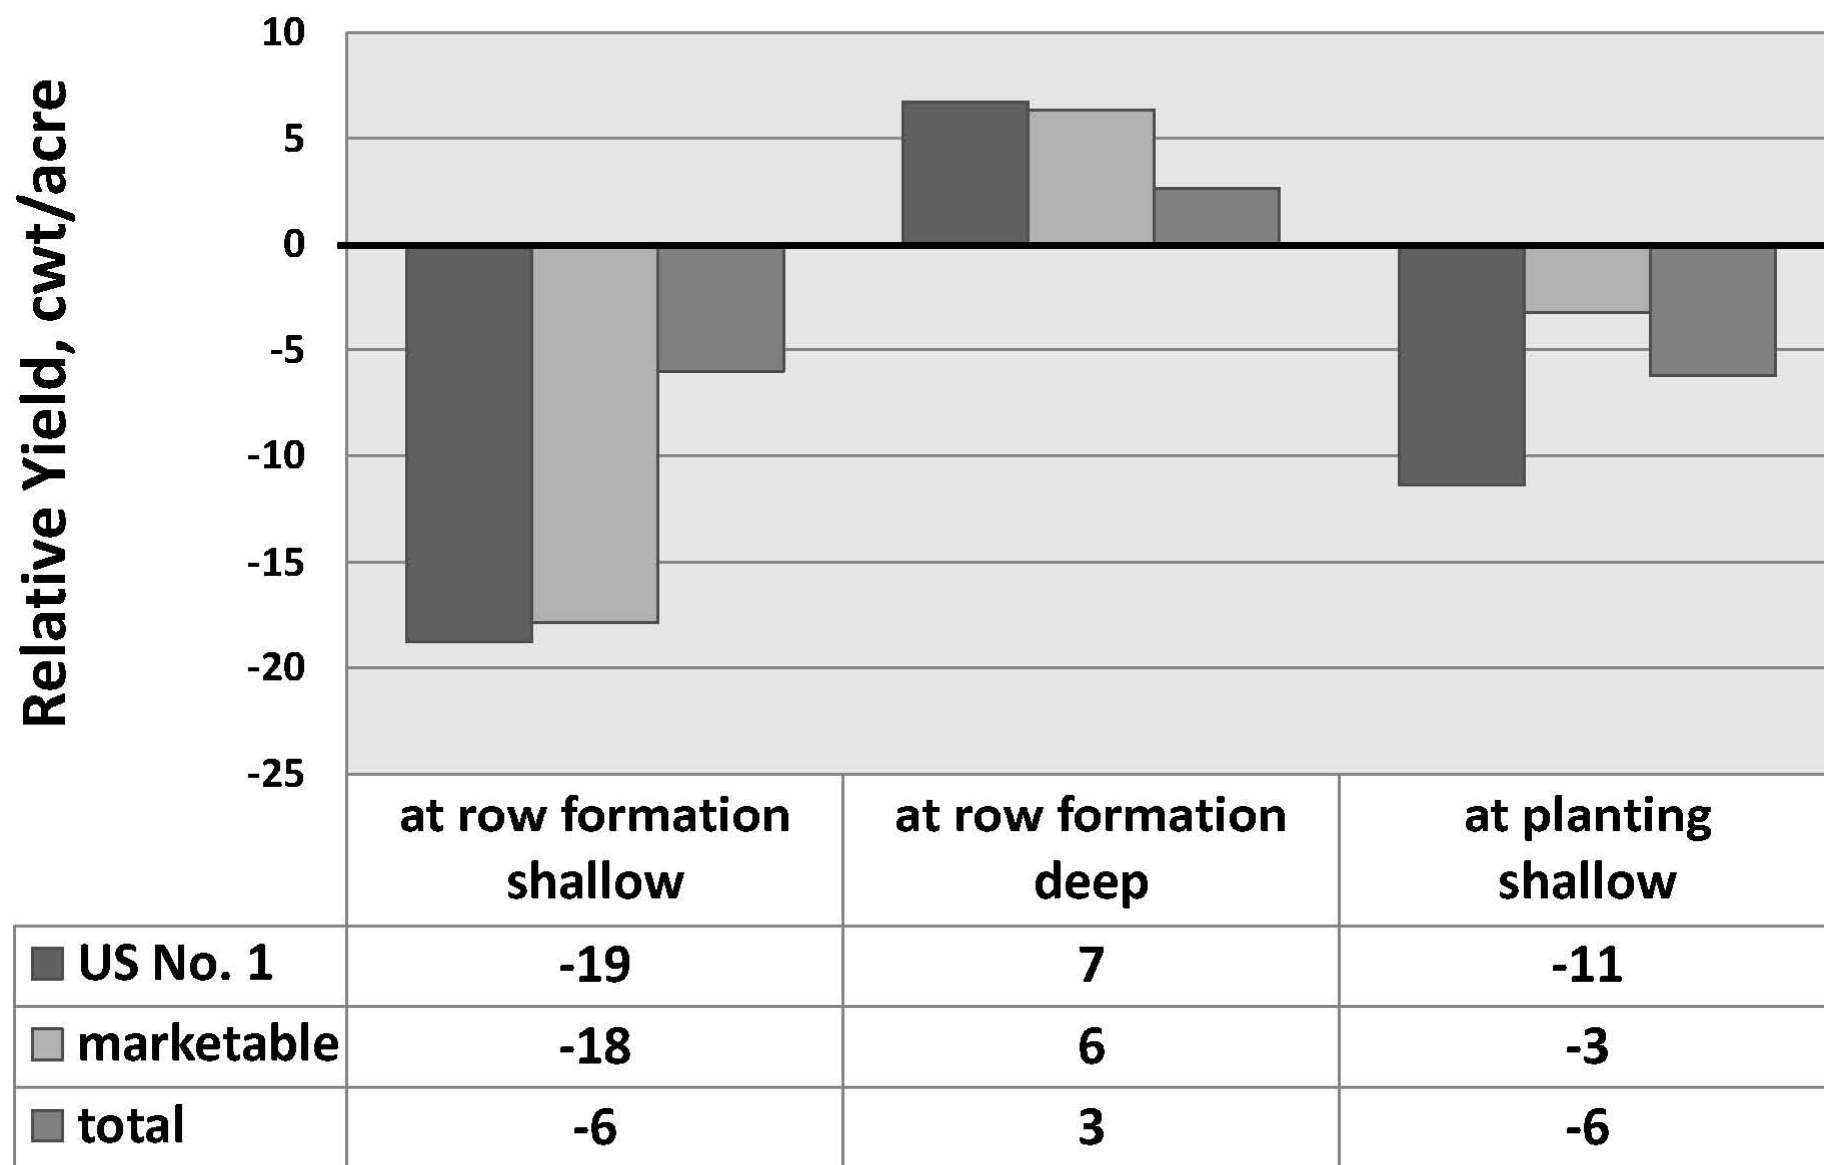 Relative Yield, cwt/acre
10
5
0
-5
-10
-15
-20
-25
at row formation shallow
at row formation deep
at planting shallow
US No. 1 -19 7 -11
marketable -18 6 -3
total -6 3 -6